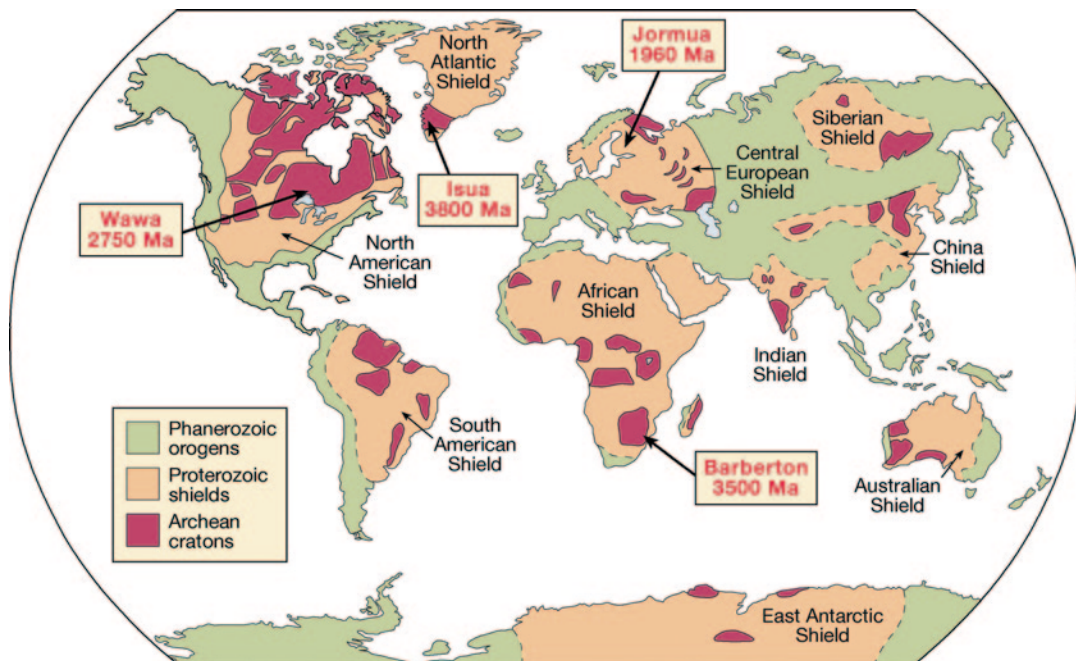 North
Atlantic
Shield
Jormua
1960 Ma
Siberian
Shield
Central
European
Shield
Isua
3800 Ma
Wawa
2750 Ma
North
American
Shield
China
Shield
African
Shield
Indian
Shield
South
American
Shield
Barberton
3500 Ma
Australian
Shield
Phanerozoic
orogens
Proterozoic
shields
Archean
cratons
East Antarctic
Shield